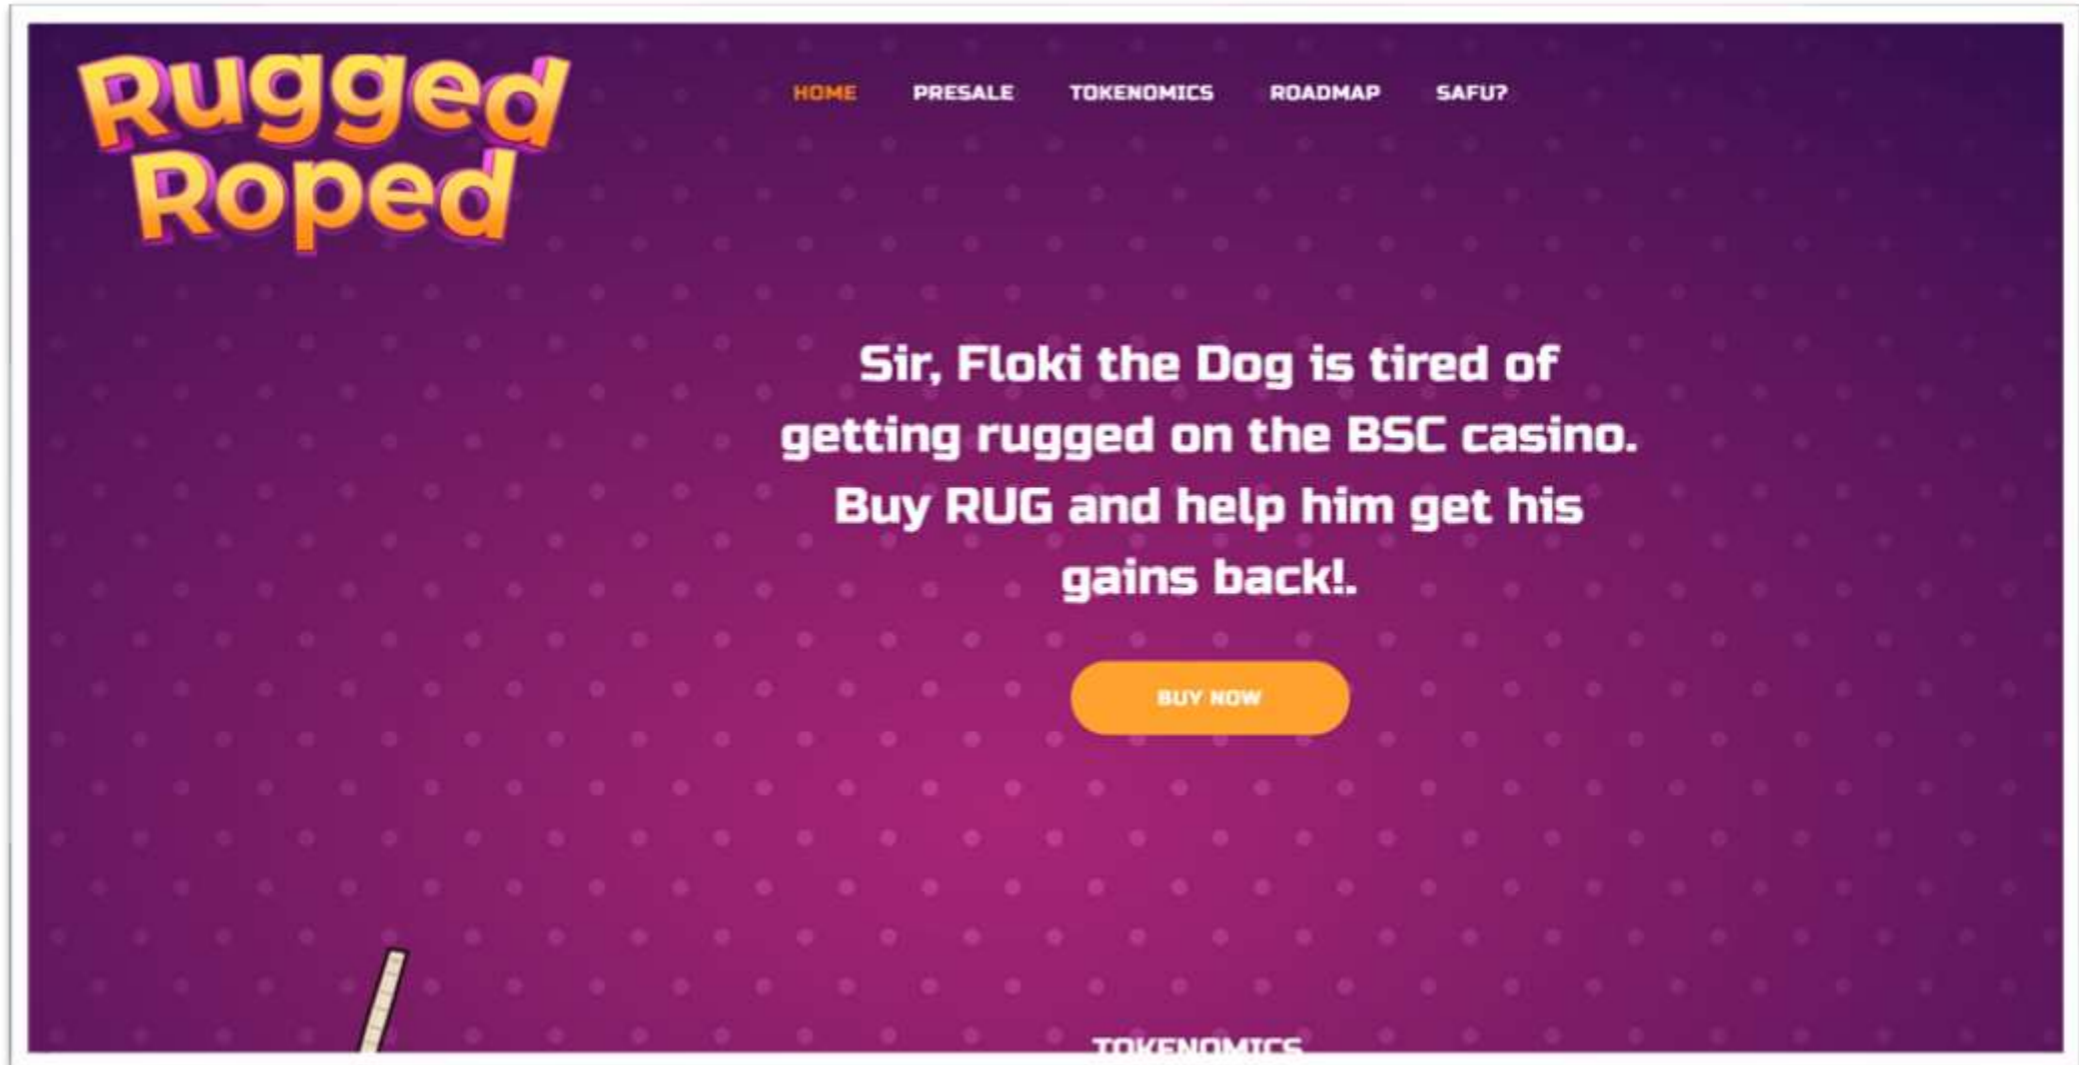 Rugged
Roped
HOME PRESALE TOKENOMICS ROADMAP SAFU?
Sir, Floki the Dog is tired of
getting rugged on the BSC casino.
Buy RUG and help him get his
gains back!.
BUY NOW
TOKENOMICS